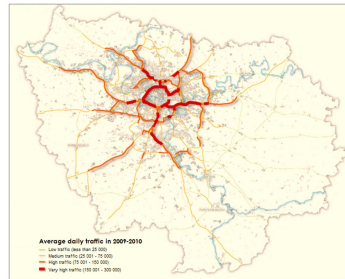 Average daily traffic in 2009-2010
Low traffic (less than 25 000)
Medium traffic (25 001 - 75 000)
High traffic (75 001 - 150 000)
Very high traffic (150 001 - 300 000)